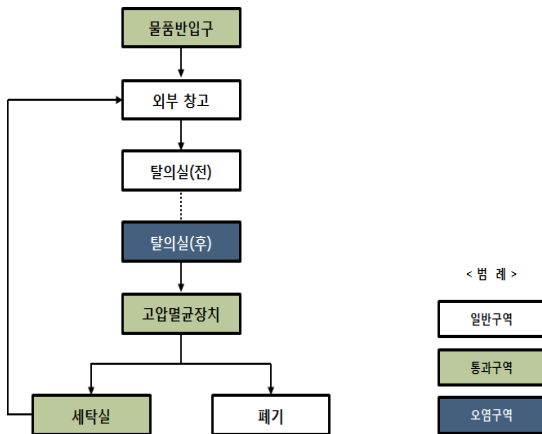 물품반입구
외부 창고
탈의실(전)
탈의실(후)
고압멸균장치
세탁실
폐기
< 범 례 >
일반구역
통과구역
오염구역